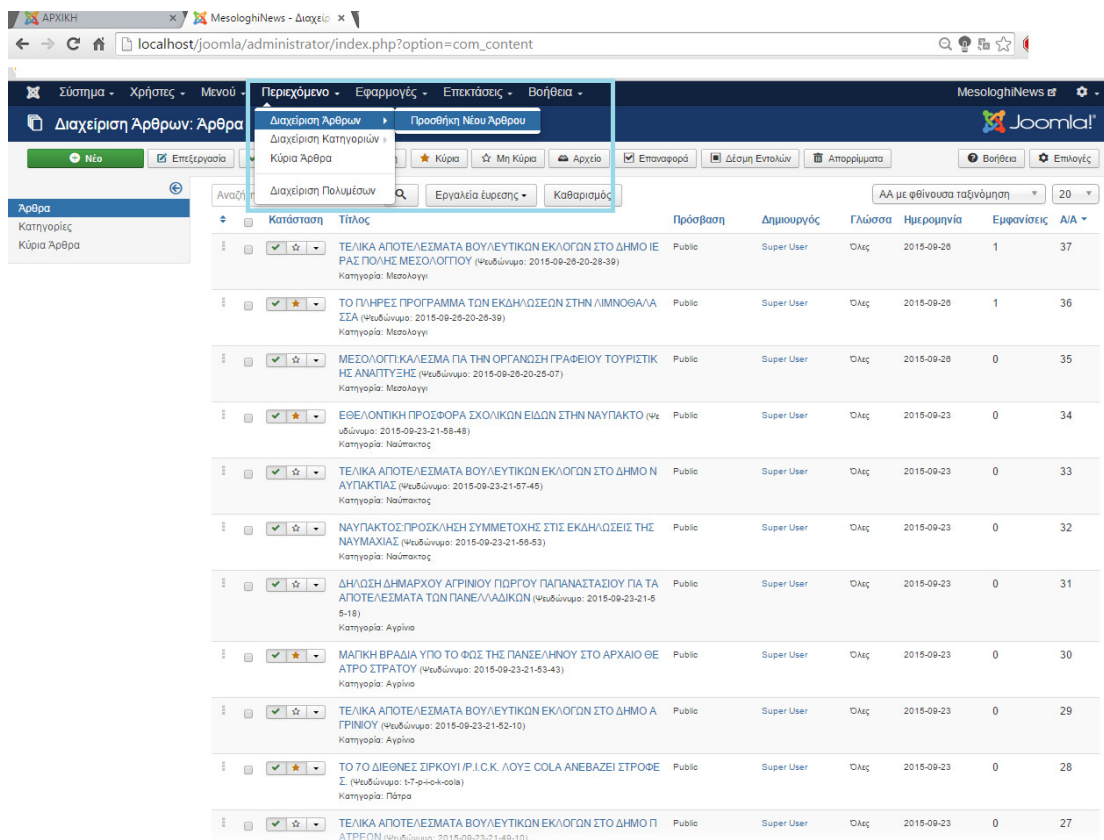 ΑΡΧΙΚΗ
MesologhiNews - Διαχείρ
localhost/joomla/administrator/index.php?option=com_content
Σύστημα Χρήστες Μενού Περιεχόμενο Εφαρμογές Επεκτάσεις Βοήθεια MesologhiNews
Διαχείριση Άρθρων: Άρθρα Joomla!
Διαχείριση Άρθρων
Προσθήκη Νέου Άρθρου
Διαχείριση Κατηγοριών
Κύρια Άρθρα
Διαχείριση Πολυμέσων
Νέο Επεξεργασία Κύρια Μη Κύρια Αρχείο Επαναφορά Δέσμη Εντολών Απορρίμματα Βοήθεια Επιλογές
Άρθρα
Κατηγορίες
Κύρια Άρθρα
Εργαλεία έυρεσης Καθαρισμός ΑΑ με φθίνουσα ταξινόμηση 20
Κατάσταση Τίτλος Πρόσβαση Δημιουργός Γλώσσα Ημερομηνία Εμφανίσεις Α/Α
ΤΕΛΙΚΑ ΑΠΟΤΕΛΕΣΜΑΤΑ ΒΟΥΛΕΥΤΙΚΩΝ ΕΚΛΟΓΩΝ ΣΤΟ ΔΗΜΟ ΙΕ Public Super User Όλες 2015-09-26 1 37
ΡΑΣ ΠΟΛΗΣ ΜΕΣΟΛΟΓΓΙΟΥ (Ψευδώνυμο: 2015-09-26-20-28-39)
Κατηγορία: Μεσολογγι
ΤΟ ΠΛΗΡΕΣ ΠΡΟΓΡΑΜΜΑ ΤΩΝ ΕΚΔΗΛΩΣΕΩΝ ΣΤΗΝ ΛΙΜΝΟΘΑΛΑ Public Super User Όλες 2015-09-26 1 36
ΣΣΑ (Ψευδώνυμο: 2015-09-26-20-26-39)
Κατηγορία: Μεσολογγι
ΜΕΣΟΛΟΓΓΙ:ΚΑΛΕΣΜΑ ΓΙΑ ΤΗΝ ΟΡΓΑΝΩΣΗ ΓΡΑΦΕΙΟΥ ΤΟΥΡΙΣΤΙΚ Public Super User Όλες 2015-09-26 0 35
ΗΣ ΑΝΑΠΤΥΞΗΣ (Ψευδώνυμο: 2015-09-26-20-25-07)
Κατηγορία: Μεσολογγι
ΕΘΕΛΟΝΤΙΚΗ ΠΡΟΣΦΟΡΑ ΣΧΟΛΙΚΩΝ ΕΙΔΩΝ ΣΤΗΝ ΝΑΥΠΑΚΤΟ (Ψε Public Super User Όλες 2015-09-23 0 34
υδώνυμο: 2015-09-23-21-58-48)
Κατηγορία: Ναύπακτος
ΤΕΛΙΚΑ ΑΠΟΤΕΛΕΣΜΑΤΑ ΒΟΥΛΕΥΤΙΚΩΝ ΕΚΛΟΓΩΝ ΣΤΟ ΔΗΜΟ Ν Public Super User Όλες 2015-09-23 0 33
ΑΥΠΑΚΤΙΑΣ (Ψευδώνυμο: 2015-09-23-21-57-45)
Κατηγορία: Ναύπακτος
ΝΑΥΠΑΚΤΟΣ:ΠΡΟΣΚΛΗΣΗ ΣΥΜΜΕΤΟΧΗΣ ΣΤΙΣ ΕΚΔΗΛΩΣΕΙΣ ΤΗΣ Public Super User Όλες 2015-09-23 0 32
ΝΑΥΜΑΧΙΑΣ (Ψευδώνυμο: 2015-09-23-21-56-53)
Κατηγορία: Ναύπακτος
ΔΗΛΩΣΗ ΔΗΜΑΡΧΟΥ ΑΓΡΙΝΙΟΥ ΓΙΩΡΓΟΥ ΠΑΠΑΝΑΣΤΑΣΙΟΥ ΓΙΑ ΤΑ Public Super User Όλες 2015-09-23 0 31
ΑΠΟΤΕΛΕΣΜΑΤΑ ΤΩΝ ΠΑΝΕΛΛΑΔΙΚΩΝ (Ψευδώνυμο: 2015-09-23-21-5
5-18)
Κατηγορία: Αγρίνιο
ΜΑΓΙΚΗ ΒΡΑΔΙΑ ΥΠΟ ΤΟ ΦΩΣ ΤΗΣ ΠΑΝΣΕΛΗΝΟΥ ΣΤΟ ΑΡΧΑΙΟ ΘΕ Public Super User Όλες 2015-09-23 0 30
ΑΤΡΟ ΣΤΡΑΤΟΥ (Ψευδώνυμο: 2015-09-23-21-53-43)
Κατηγορία: Αγρίνιο
ΤΕΛΙΚΑ ΑΠΟΤΕΛΕΣΜΑΤΑ ΒΟΥΛΕΥΤΙΚΩΝ ΕΚΛΟΓΩΝ ΣΤΟ ΔΗΜΟ Α Public Super User Όλες 2015-09-23 0 29
ΓΡΙΝΙΟΥ (Ψευδώνυμο: 2015-09-23-21-52-10)
Κατηγορία: Αγρίνιο
ΤΟ 7Ο ΔΙΕΘΝΕΣ ΣΙΡΚΟΥΙ /P.I.C.K. ΛΟΥΞ COLA ΑΝΕΒΑΖΕΙ ΣΤΡΟΦΕ Public Super User Όλες 2015-09-23 0 28
Σ. (Ψευδώνυμο: t-7-p-i-c-k-cola)
Κατηγορία: Πάτρα
ΤΕΛΙΚΑ ΑΠΟΤΕΛΕΣΜΑΤΑ ΒΟΥΛΕΥΤΙΚΩΝ ΕΚΛΟΓΩΝ ΣΤΟ ΔΗΜΟ Π Public Super User Όλες 2015-09-23 0 27
ΑΤΡΕΩΝ (Ψευδώνυμο: 2015-09-23-21-49-10)